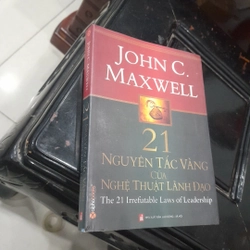 JOHN C.
MAXWELL
21
NGUYÊN TẮC VÀNG
CỦA
NGHỆ THUẬT LÃNH ĐẠO
The 21 Irrefutable Laws of Leadership